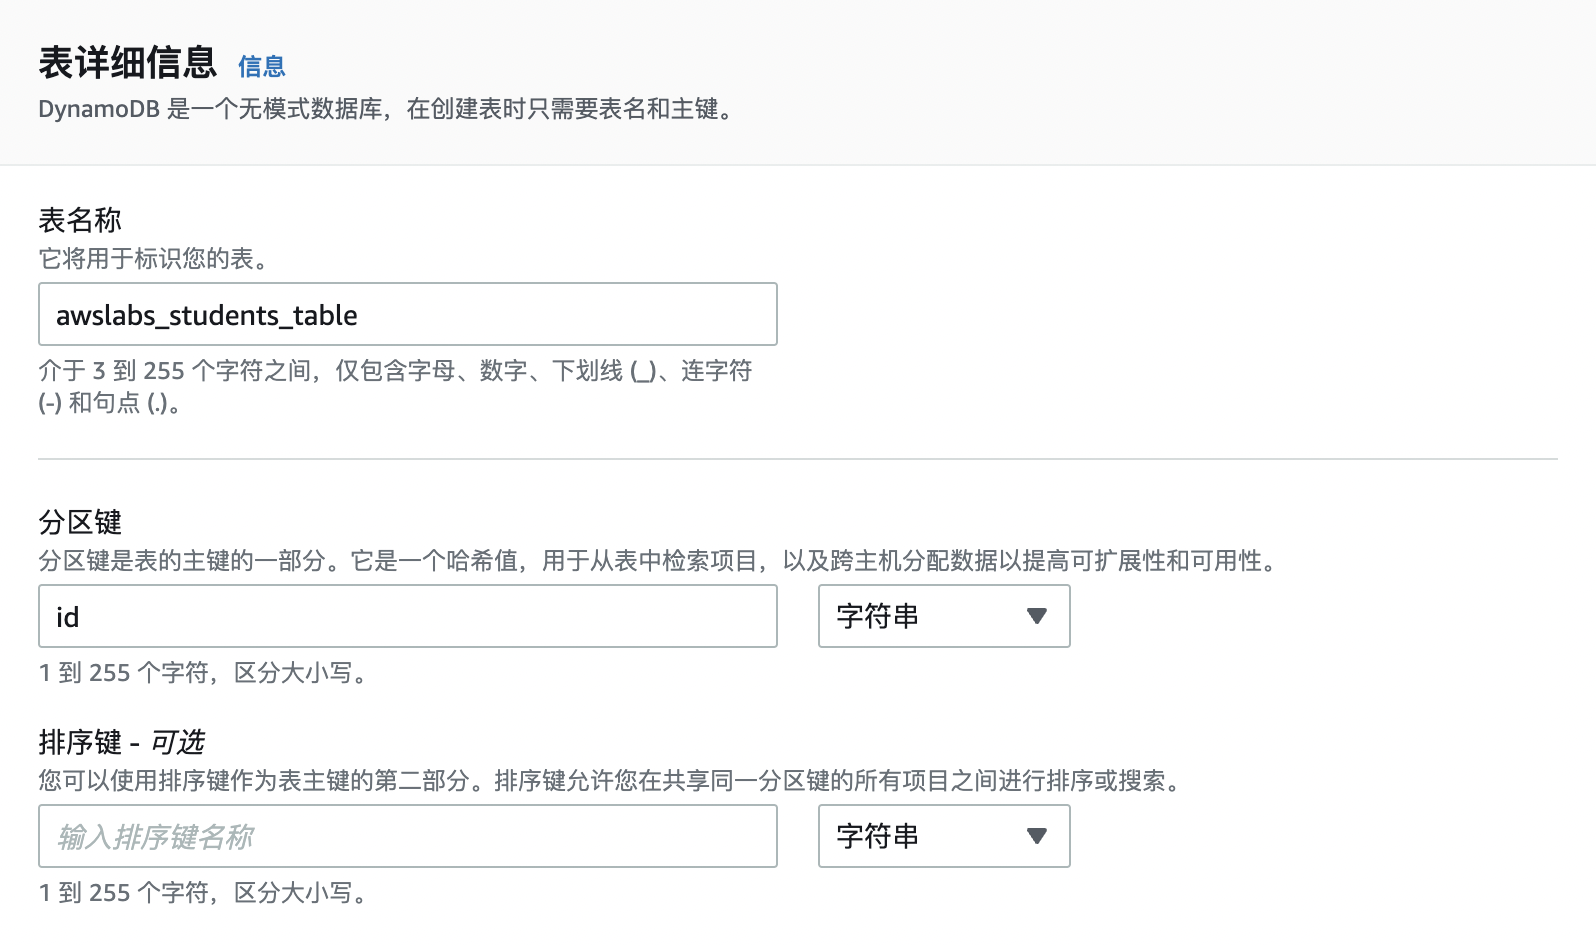 表详细信息 信息
DynamoDB 是一个无模式数据库，在创建表时只需要表名和主键。
表名称
它将用于标识您的表。
awslabs_students_table
介于 3 到 255 个字符之间，仅包含字母、数字、下划线 (_)、连字符
(-) 和句点 (.)。
分区键
分区键是表的主键的一部分。它是一个哈希值，用于从表中检索项目，以及跨主机分配数据以提高可扩展性和可用性。
id 字符串
1 到 255 个字符，区分大小写。
排序键 - 可选
您可以使用排序键作为表主键的第二部分。排序键允许您在共享同一分区键的所有项目之间进行排序或搜索。
输入排序键名称 字符串
1 到 255 个字符，区分大小写。